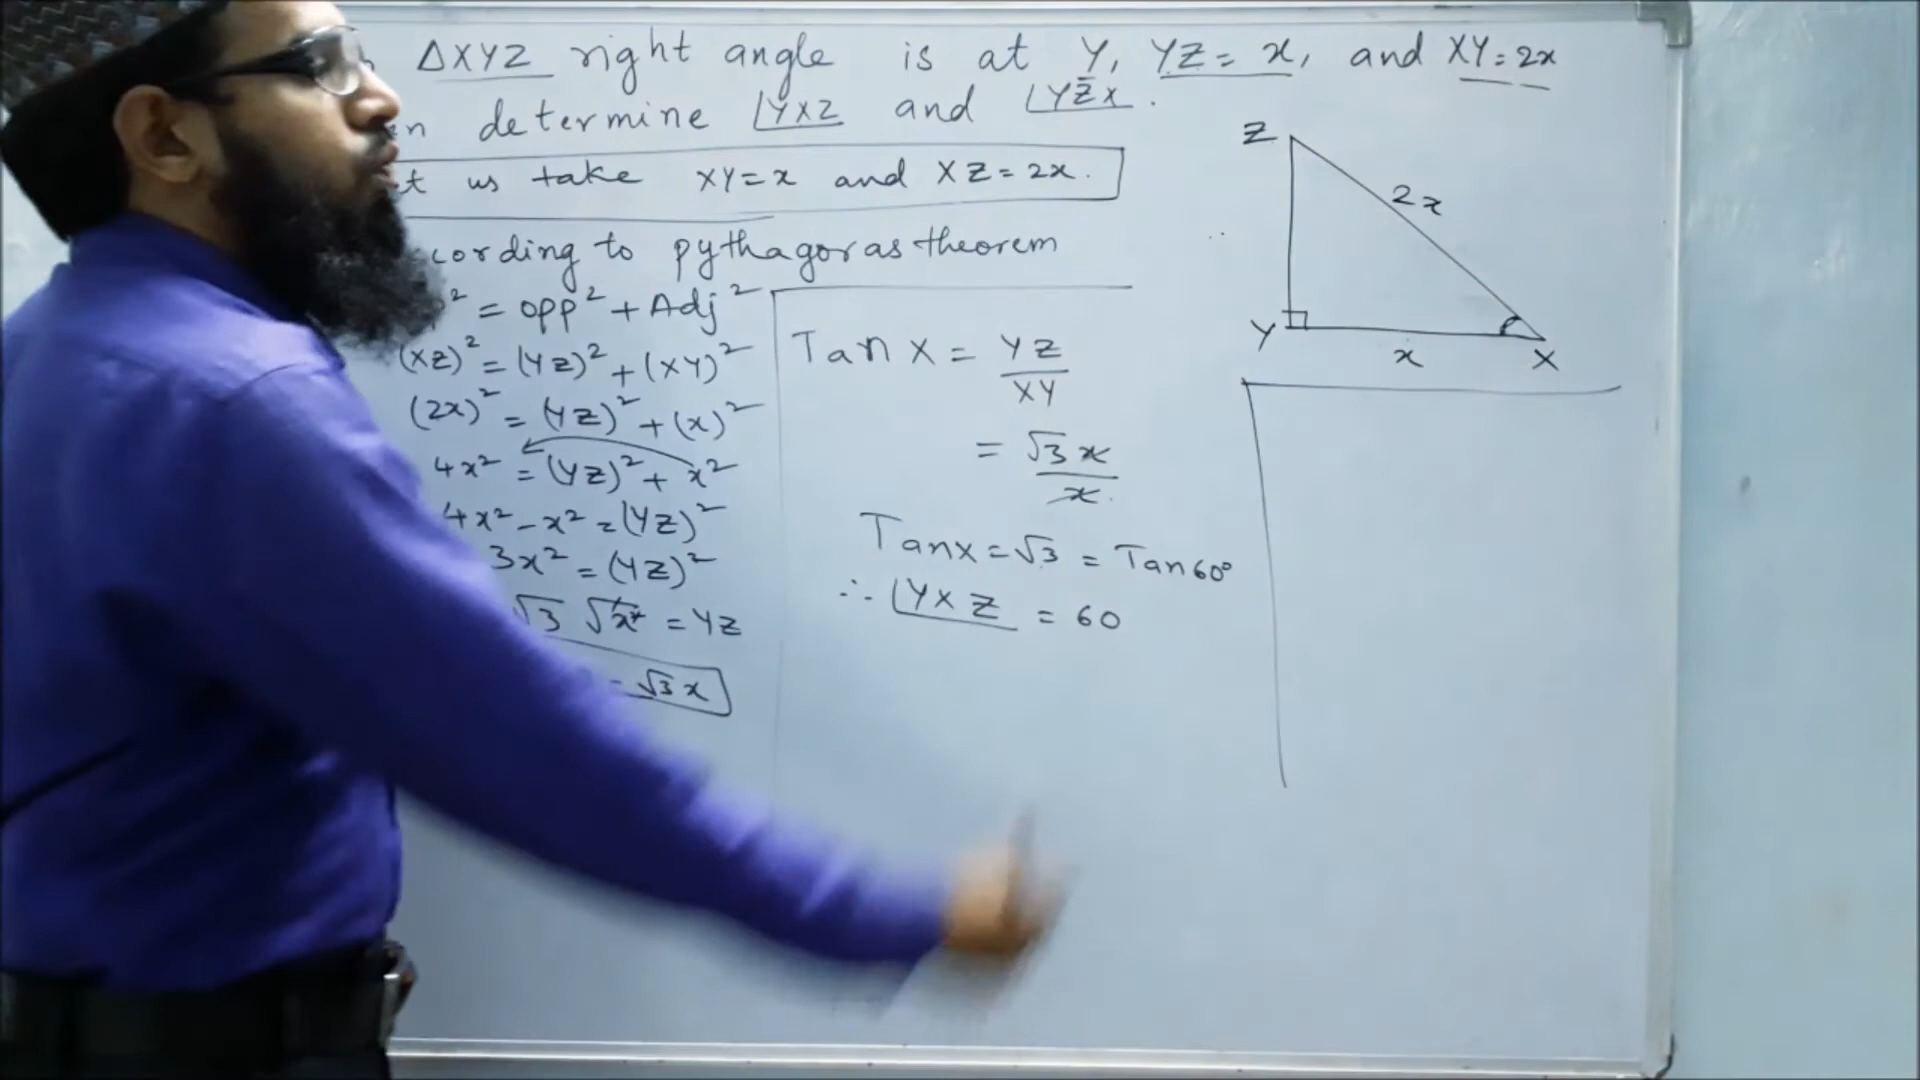 ΔXYZ right angle is at Y, YZ = x, and XY = 2x
determine ∠YXZ and ∠YZX.
us take XY = x and XZ = 2x.
cording to pythagoras theorem
² = opp² + Adj²
(XZ)² = (YZ)² + (XY)²
(2x)² = (YZ)² + (x)²
4x² = (YZ)² + x²
4x² - x² = (YZ)²
3x² = (YZ)²
√3 √x² = YZ
= √3 x
Tan X = YZ/XY
= √3 x/x.
Tan x = √3 = Tan 60°
∴ ∠YXZ = 60
Z
2x
Y
x
X